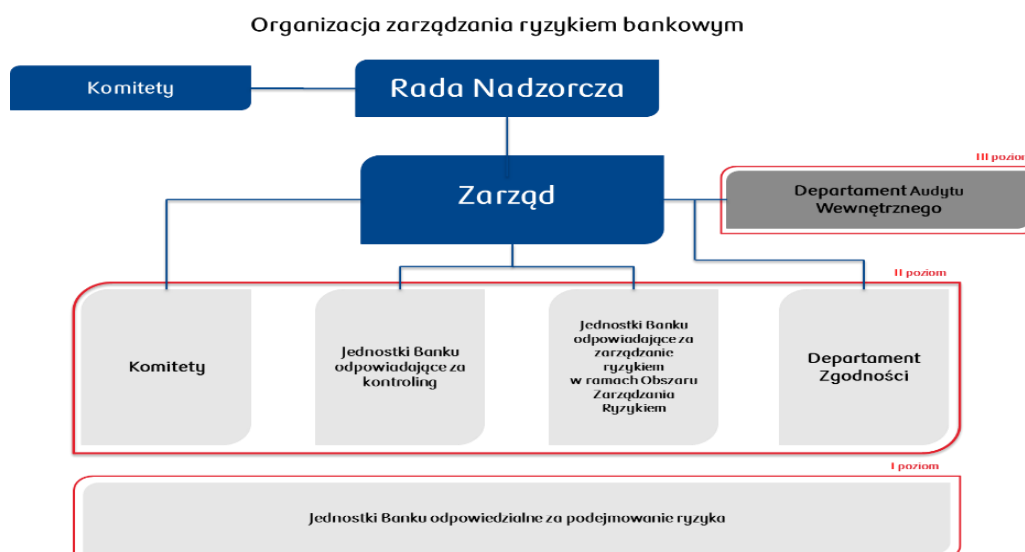 Organizacja zarządzania ryzykiem bankowym
Komitety
Rada Nadzorcza
Zarząd
III poziom
Departament Audytu
Wewnętrznego
II poziom
Komitety
Jednostki Banku
odpowiadające za
kontroling
Jednostki Banku
odpowiadające za
zarządzanie
ryzykiem
w ramach Obszaru
Zarządzania
Ryzykiem
Departament
Zgodności
I poziom
Jednostki Banku odpowiedzialne za podejmowanie ryzyka